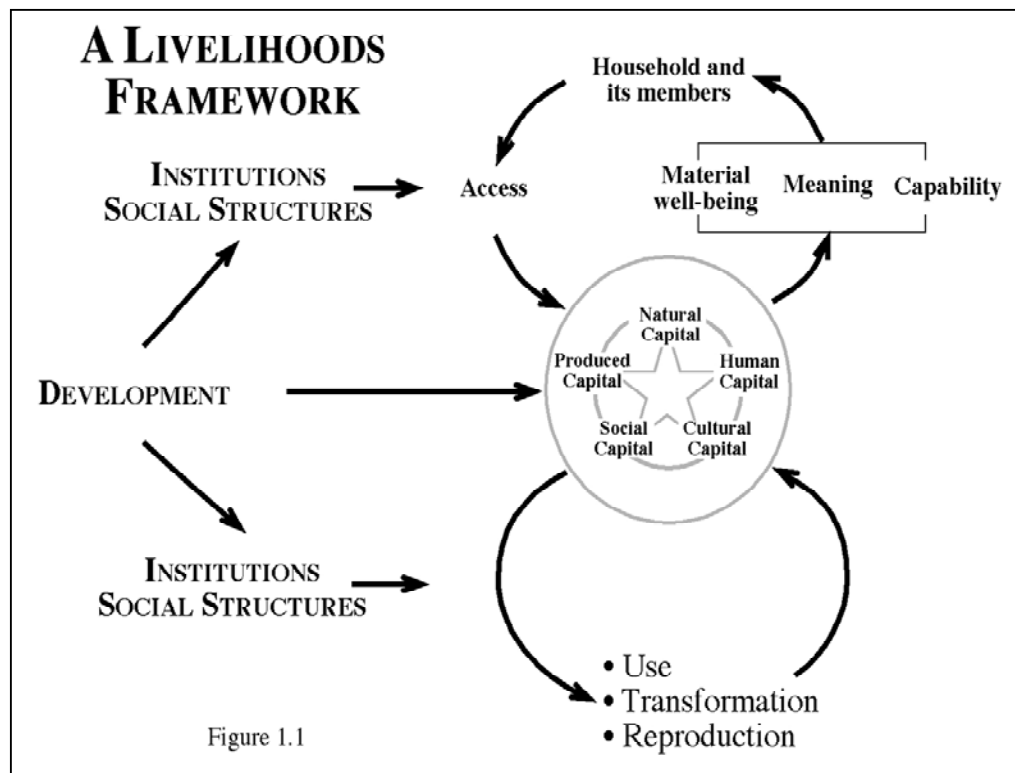 A LIVELIHOODS
FRAMEWORK
Household and
its members
INSTITUTIONS
SOCIAL STRUCTURES
Access
Material
well-being
Meaning
Capability
Natural
Capital
Produced
Capital
Human
Capital
Social
Capital
Cultural
Capital
DEVELOPMENT
INSTITUTIONS
SOCIAL STRUCTURES
• Use
• Transformation
• Reproduction
Figure 1.1